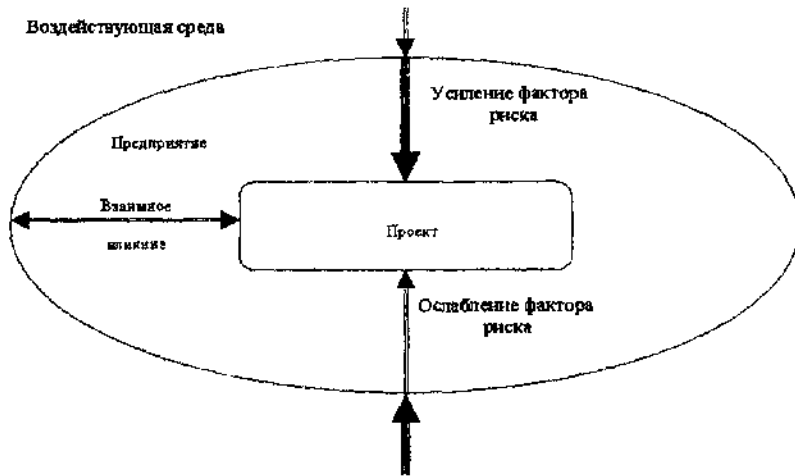 Воздействующая среда
Усиление фактора
риска
Предприятие
Взаимное
влияние
Проект
Ослабление фактора
риска